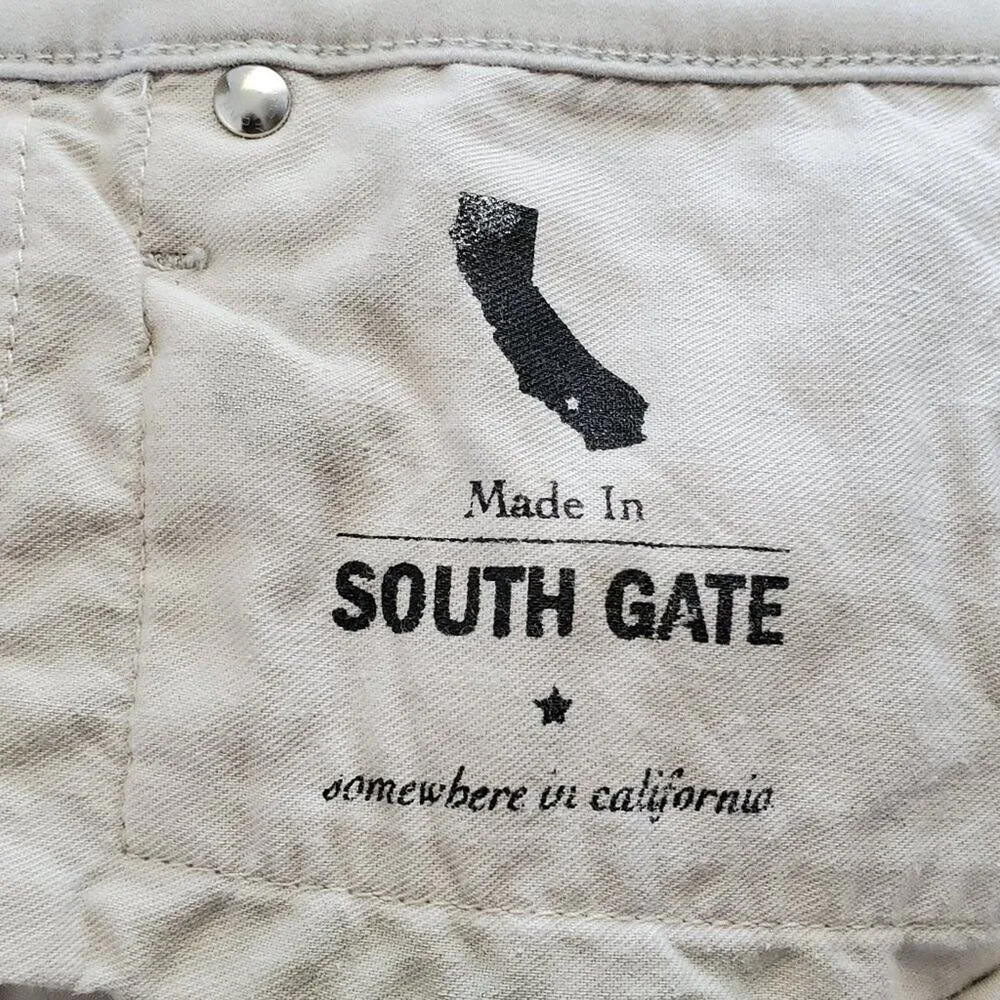 Made In
SOUTH GATE
somewhere in california